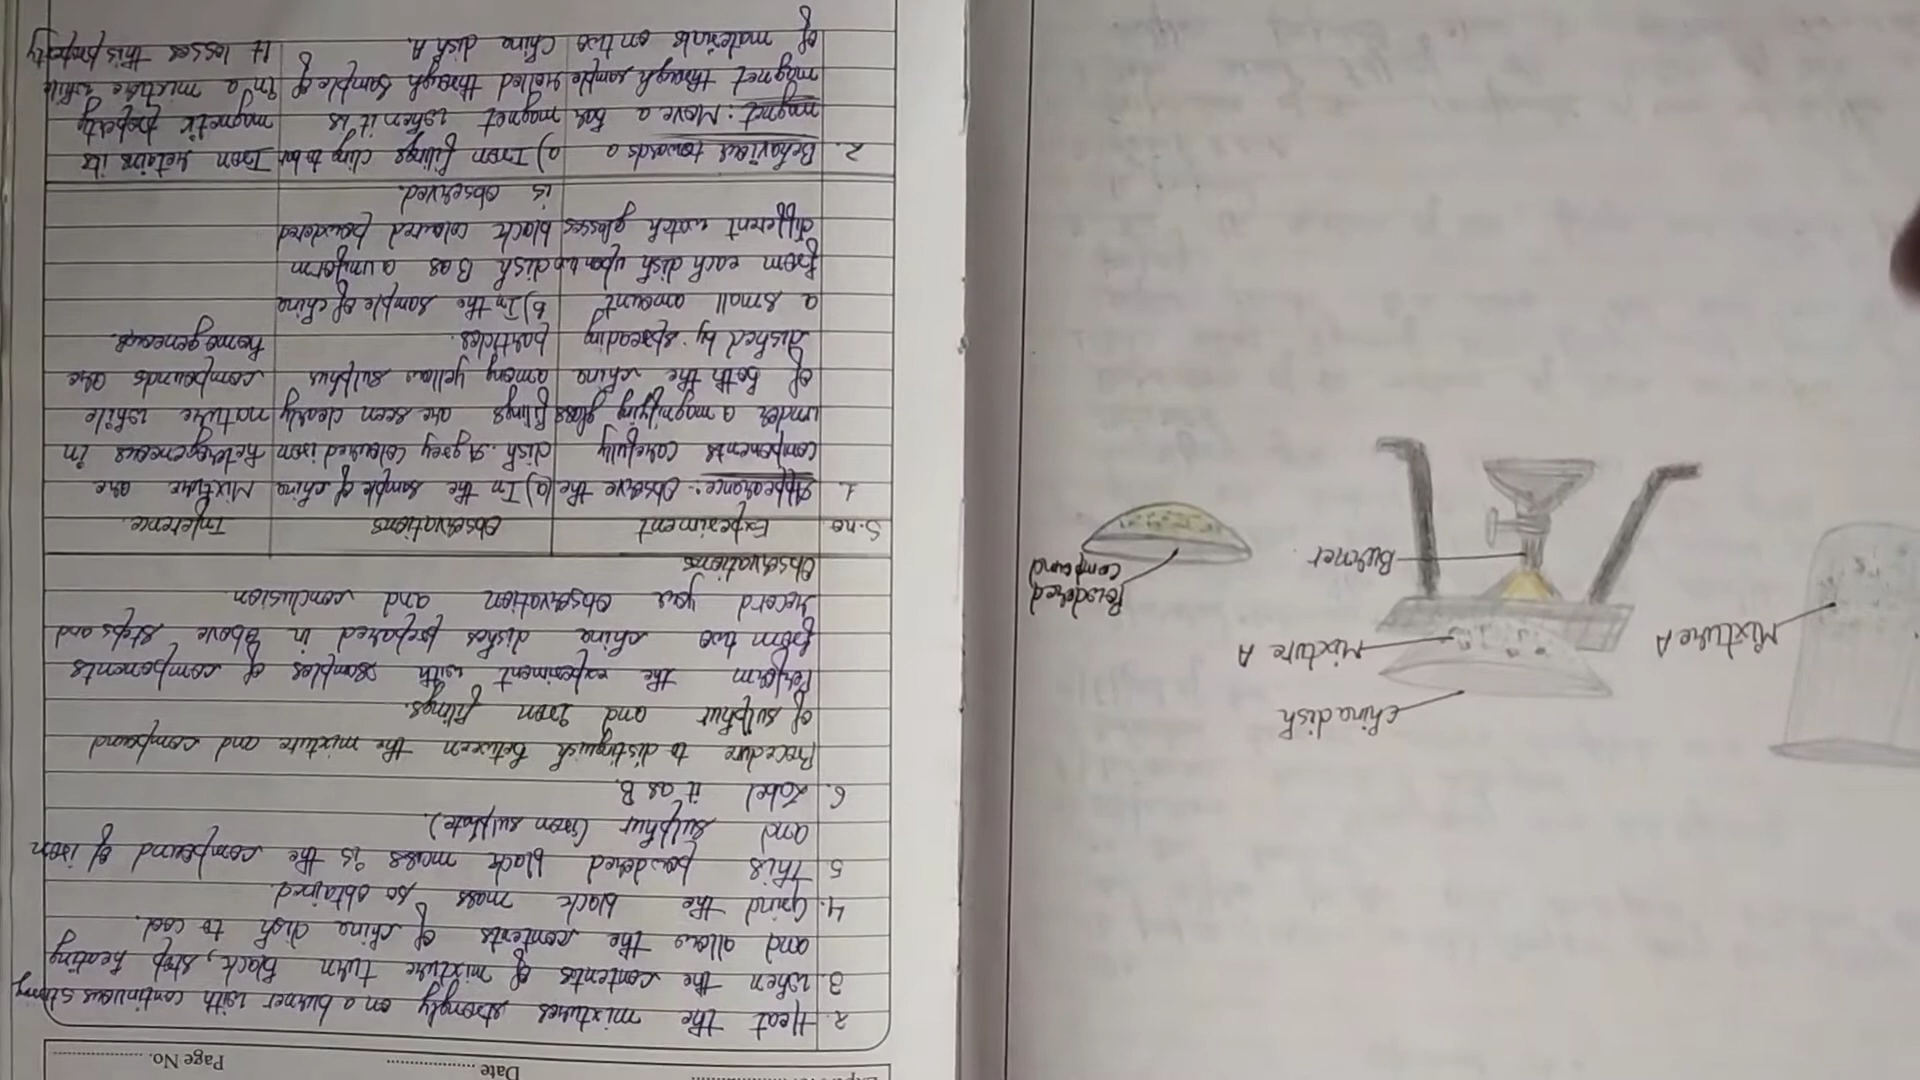 Date
Page No.
2. Heat the mixtures strongly on a burner with continuous stirring
3. When the contents of mixture turn black, stop heating
and allow the contents of china dish to cool.
4. Grind the black mass so obtained.
5 This powdered black mass is the compound of iron
and sulphur (iron sulphate).
6. Label it as B.
Procedure to distinguish between the mixture and compound
of sulphur and Iron filings.
Perform the experiment with samples of components
from two china dishes prepared in above steps and
record your observation and conclusion
Observations
S.no. Experiment Observations Inference.
1. Appearance:- Observe the a) In the sample of china Mixture are
components carefully dish. A grey coloured iron heterogeneous in
under a magnifying glass filings are seen clearly nature while
of both the china among yellow sulphur compounds are
dished by spreading particles. homogeneous.
a small amount b) In the sample of china
from each dish upon dish B as a uniform
different watch glasses black coloured powdered
is observed.
2. Behaviour towards a a) Iron filings cling to bar Iron retains its
magnet: Move a bar magnet when it is magnetic property
magnet through sample rolled through sample of in a mixture while
of materials on two china dish A. It losses this property
China dish
Mixture A
Mixture A
Burner
Powdered
compound